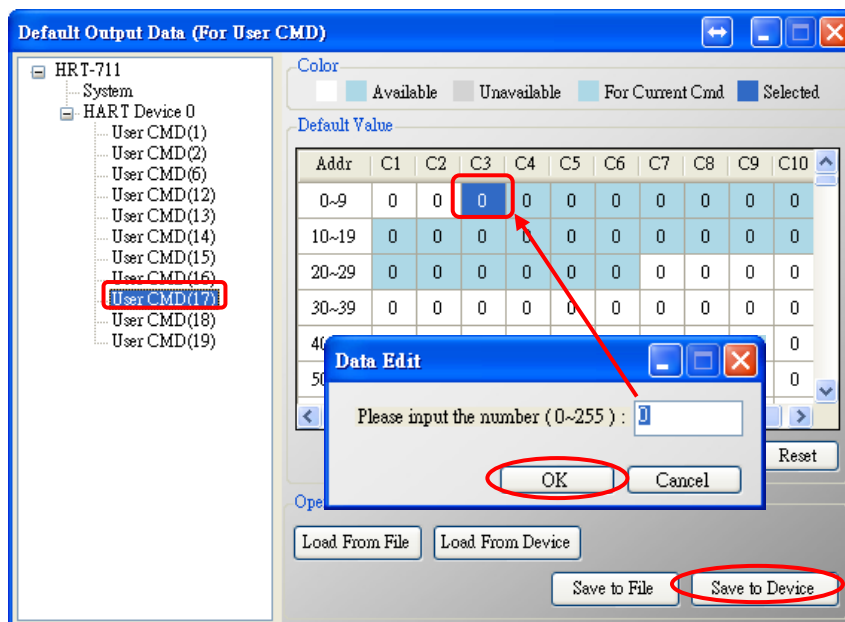 Default Output Data (For User CMD)
HRT-711
System
HART Device 0
User CMD(1)
User CMD(2)
User CMD(6)
User CMD(12)
User CMD(13)
User CMD(14)
User CMD(15)
User CMD(16)
User CMD(17)
User CMD(18)
User CMD(19)
Color
Available Unavailable For Current Cmd Selected
Default Value
Addr C1 C2 C3 C4 C5 C6 C7 C8 C9 C10
0~9 0 0 0 0 0 0 0 0 0 0
10~19 0 0 0 0 0 0 0 0 0 0
20~29 0 0 0 0 0 0 0 0 0 0
30~39 0 0 0 0 0 0 0 0 0 0
0
0
Data Edit
Please input the number ( 0~255 ) : 0
OK Cancel
Reset
Load From File Load From Device
Save to File Save to Device